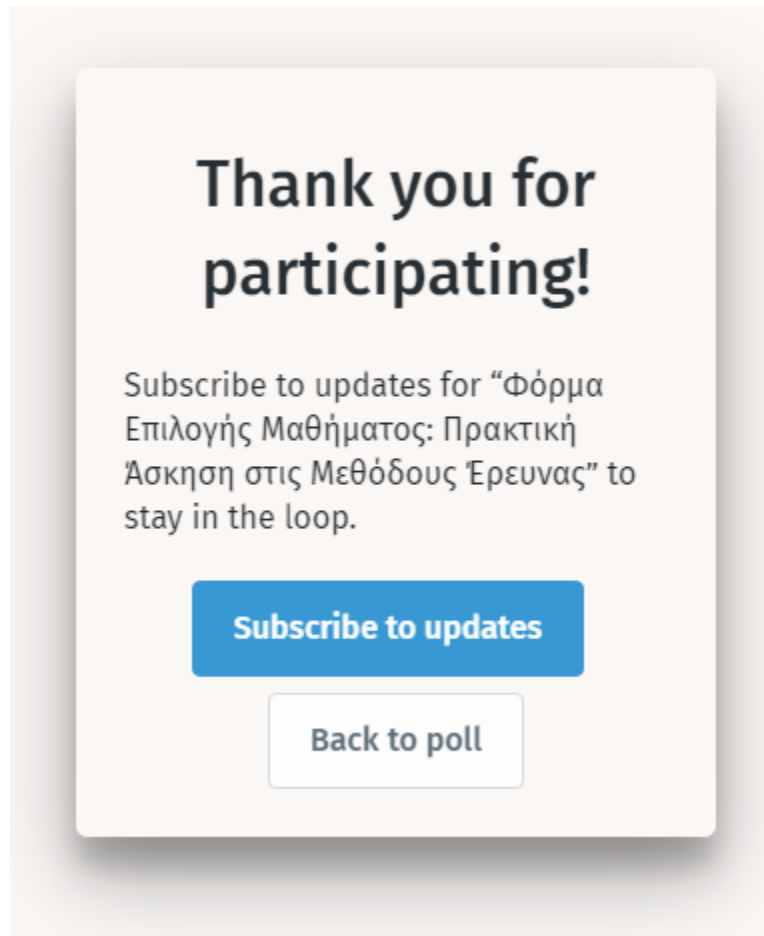 Thank you for
participating!
Subscribe to updates for “Φόρμα
Επιλογής Μαθήματος: Πρακτική
Άσκηση στις Μεθόδους Έρευνας” to
stay in the loop.
Subscribe to updates
Back to poll